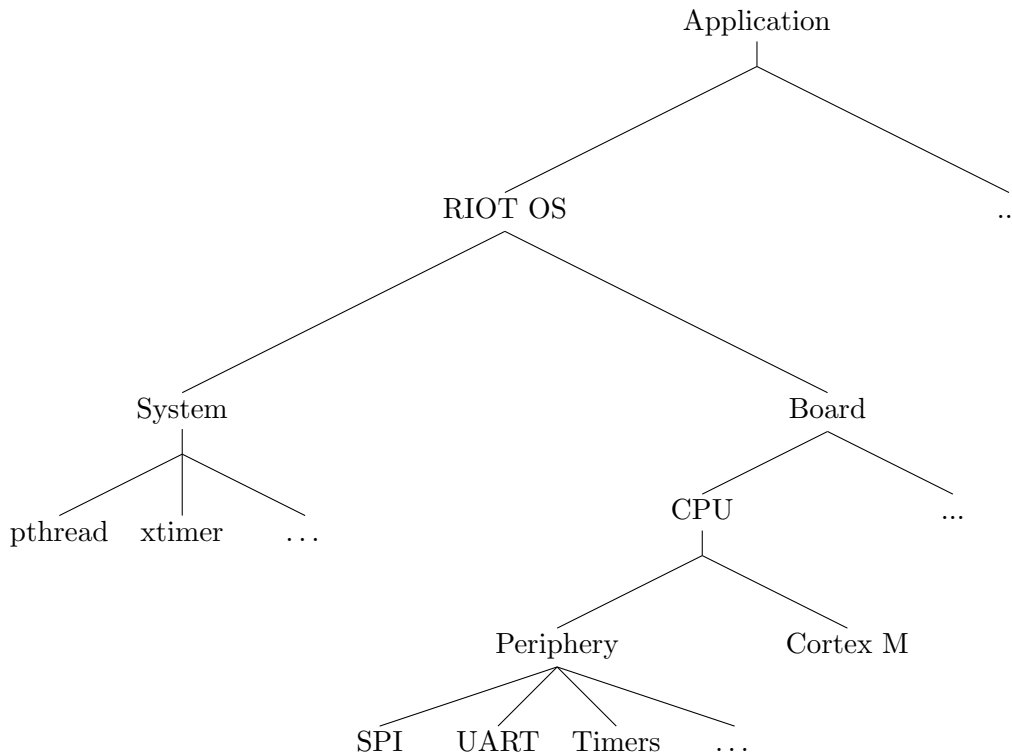 Application
RIOT OS ..
System Board
CPU ...
pthread xtimer ...
Periphery Cortex M
SPI UART Timers ...